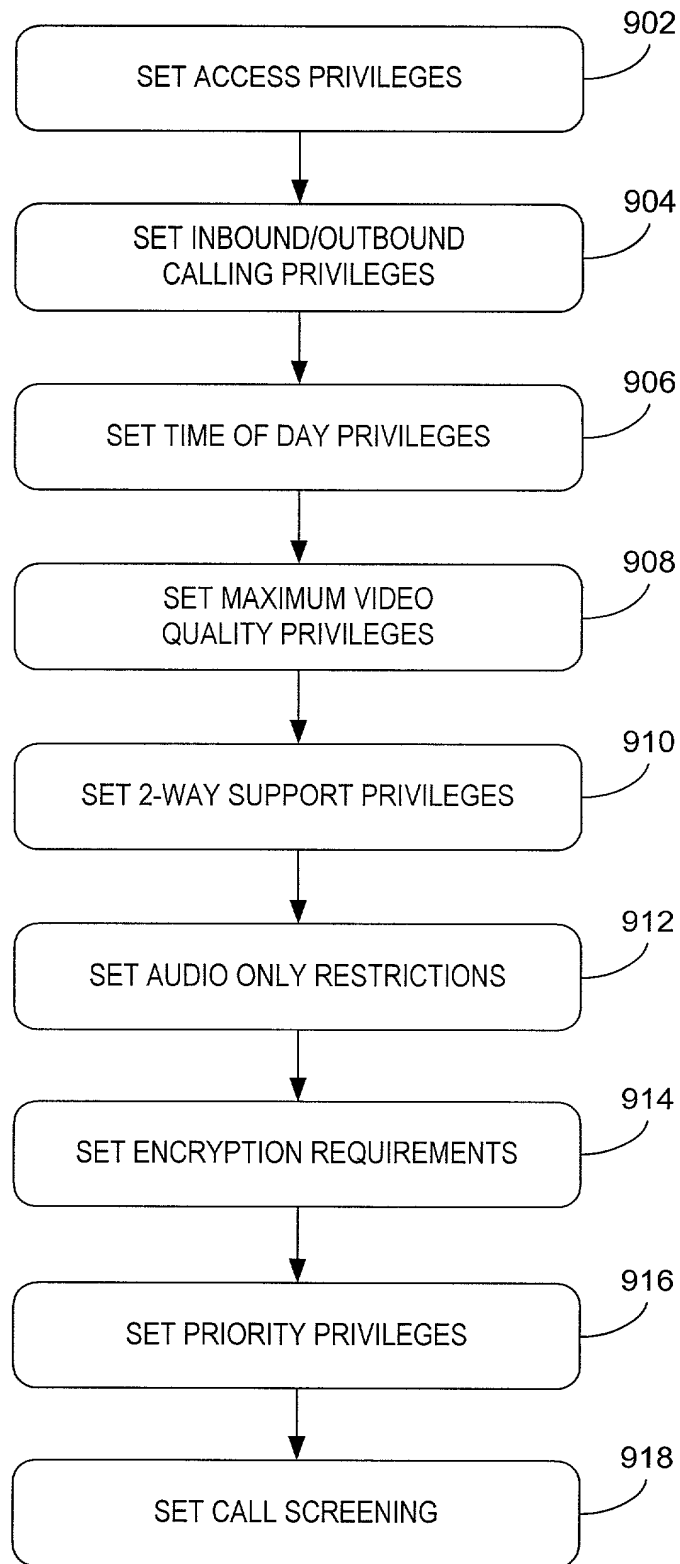 902
SET ACCESS PRIVILEGES
904
SET INBOUND/OUTBOUND
CALLING PRIVILEGES
906
SET TIME OF DAY PRIVILEGES
908
SET MAXIMUM VIDEO
QUALITY PRIVILEGES
910
SET 2-WAY SUPPORT PRIVILEGES
912
SET AUDIO ONLY RESTRICTIONS
914
SET ENCRYPTION REQUIREMENTS
916
SET PRIORITY PRIVILEGES
918
SET CALL SCREENING